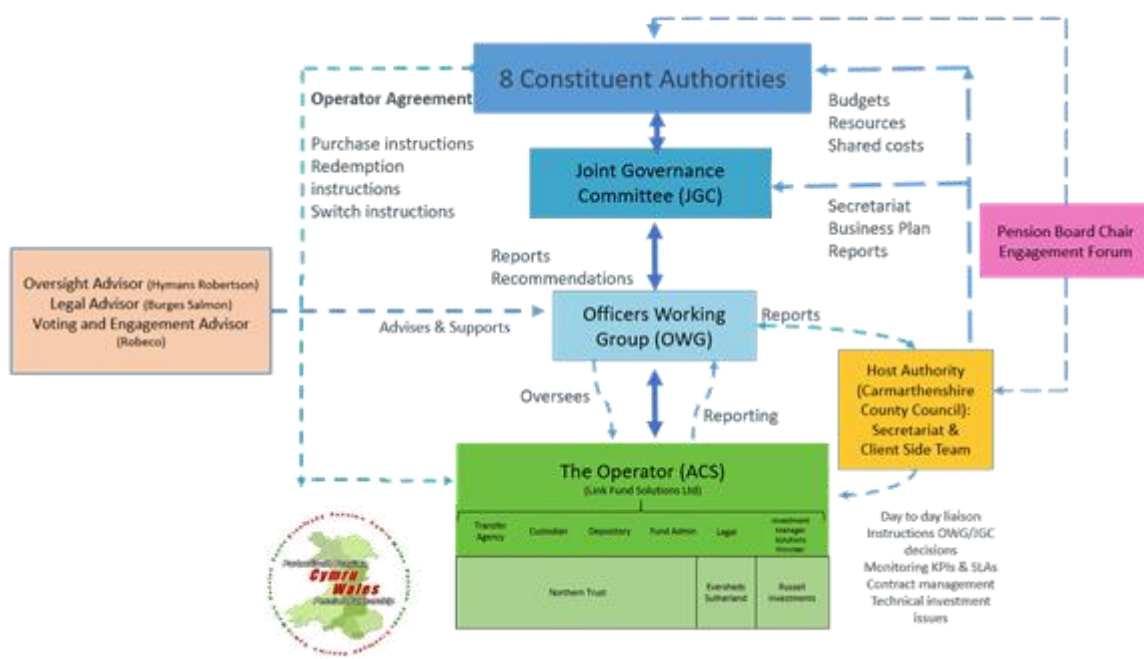 8 Constituent Authorities
Operator Agreement
Purchase instructions
Redemption
instructions
Switch instructions
Budgets
Resources
Shared costs
Joint Governance
Committee (JGC)
Secretariat
Business Plan
Reports
Pension Board Chair
Engagement Forum
Oversight Advisor (Hymans Robertson)
Legal Advisor (Burges Salmon)
Voting and Engagement Advisor
(Robeco)
Reports
Recommendations
Advises & Supports
Officers Working
Group (OWG)
Reports
Host Authority
(Carmarthenshire
County Council):
Secretariat &
Client Side Team
Oversees
Reporting
The Operator (ACS)
(Link Fund Solutions Ltd)
Transfer
Agency
Custodian
Depository
Fund Admin
Legal
Investment
Manager
Solutions
Provider
Northern Trust
Eversheds
Sutherland
Russell
Investments
Day to day liaison
Instructions OWG/JGC
decisions
Monitoring KPIs & SLAs
Contract management
Technical investment
issues
Cymru
Wales